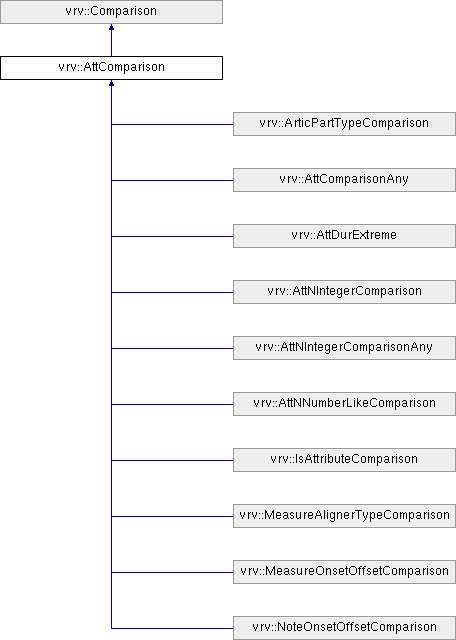 vrv::Comparison
vrv::AttComparison
vrv::ArticPartTypeComparison
vrv::AttComparisonAny
vrv::AttDurExtreme
vrv::AttNIntegerComparison
vrv::AttNIntegerComparisonAny
vrv::AttNNumberLikeComparison
vrv::IsAttributeComparison
vrv::MeasureAlignerTypeComparison
vrv::MeasureOnsetOffsetComparison
vrv::NoteOnsetOffsetComparison